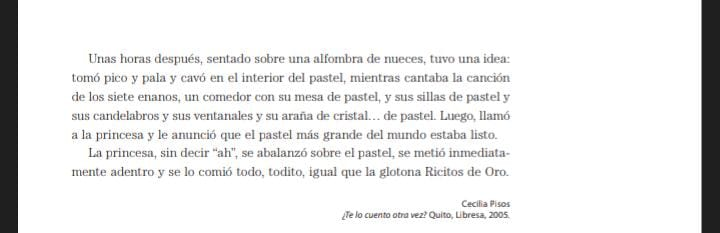 Unas horas después, sentado sobre una alfombra de nueces, tuvo una idea:
tomó pico y pala y cavó en el interior del pastel, mientras cantaba la canción
de los siete enanos, un comedor con su mesa de pastel, y sus sillas de pastel y
sus candelabros y sus ventanales y su araña de cristal… de pastel. Luego, llamó
a la princesa y le anunció que el pastel más grande del mundo estaba listo.
La princesa, sin decir “ah”, se abalanzó sobre el pastel, se metió inmediata-
mente adentro y se lo comió todo, todito, igual que la glotona Ricitos de Oro.
Cecilia Pisos
¿Te lo cuento otra vez? Quito, Libresa, 2005.